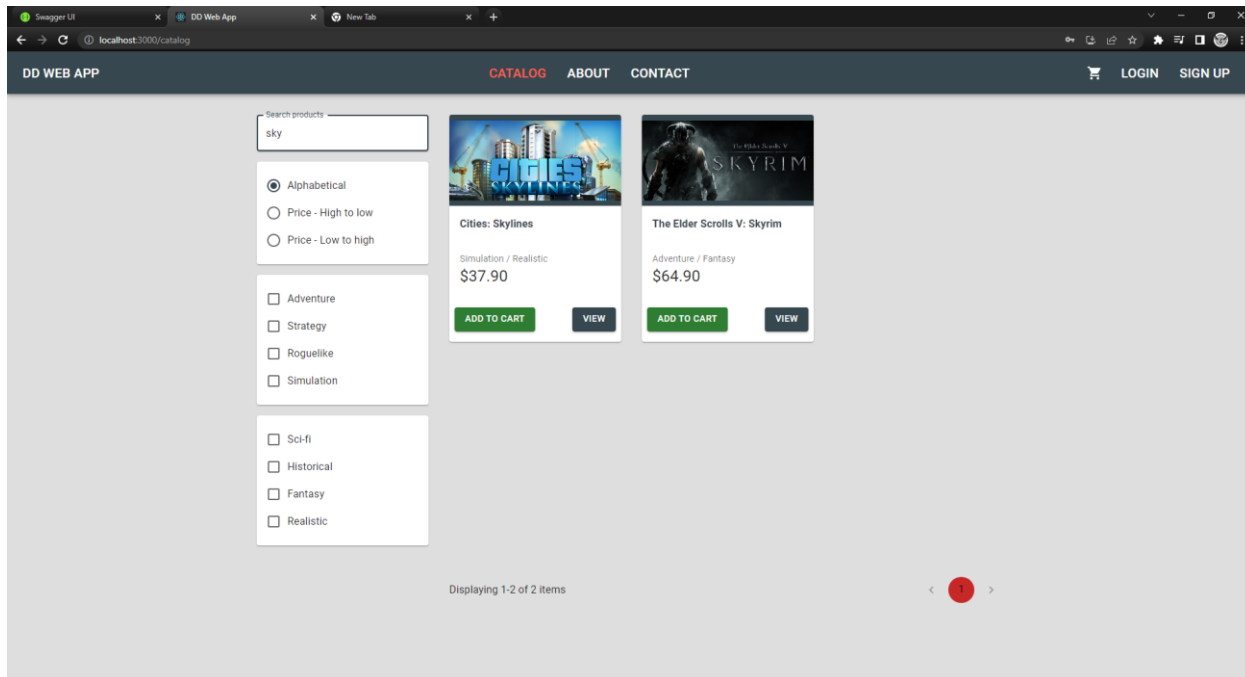 Swagger UI
DD Web App
New Tab
localhost:3000/catalog
DD WEB APP
CATALOG
ABOUT
CONTACT
LOGIN
SIGN UP
Search products
sky
Alphabetical
Price - High to low
Price - Low to high
Adventure
Strategy
Roguelike
Simulation
Sci-fi
Historical
Fantasy
Realistic
CITIES
SKYLINES
Cities: Skylines
Simulation / Realistic
$37.90
ADD TO CART
VIEW
The Elder Scrolls V
SKYRIM
The Elder Scrolls V: Skyrim
Adventure / Fantasy
$64.90
ADD TO CART
VIEW
Displaying 1-2 of 2 items
1